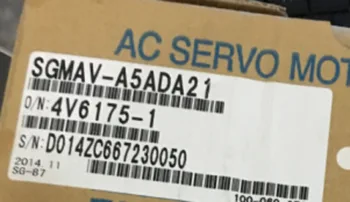 AC SERVO MOT
SGMAV-A5ADA21
O/N: 4V6175-1
S/N: D014ZC667230050
2014.11
SG-87